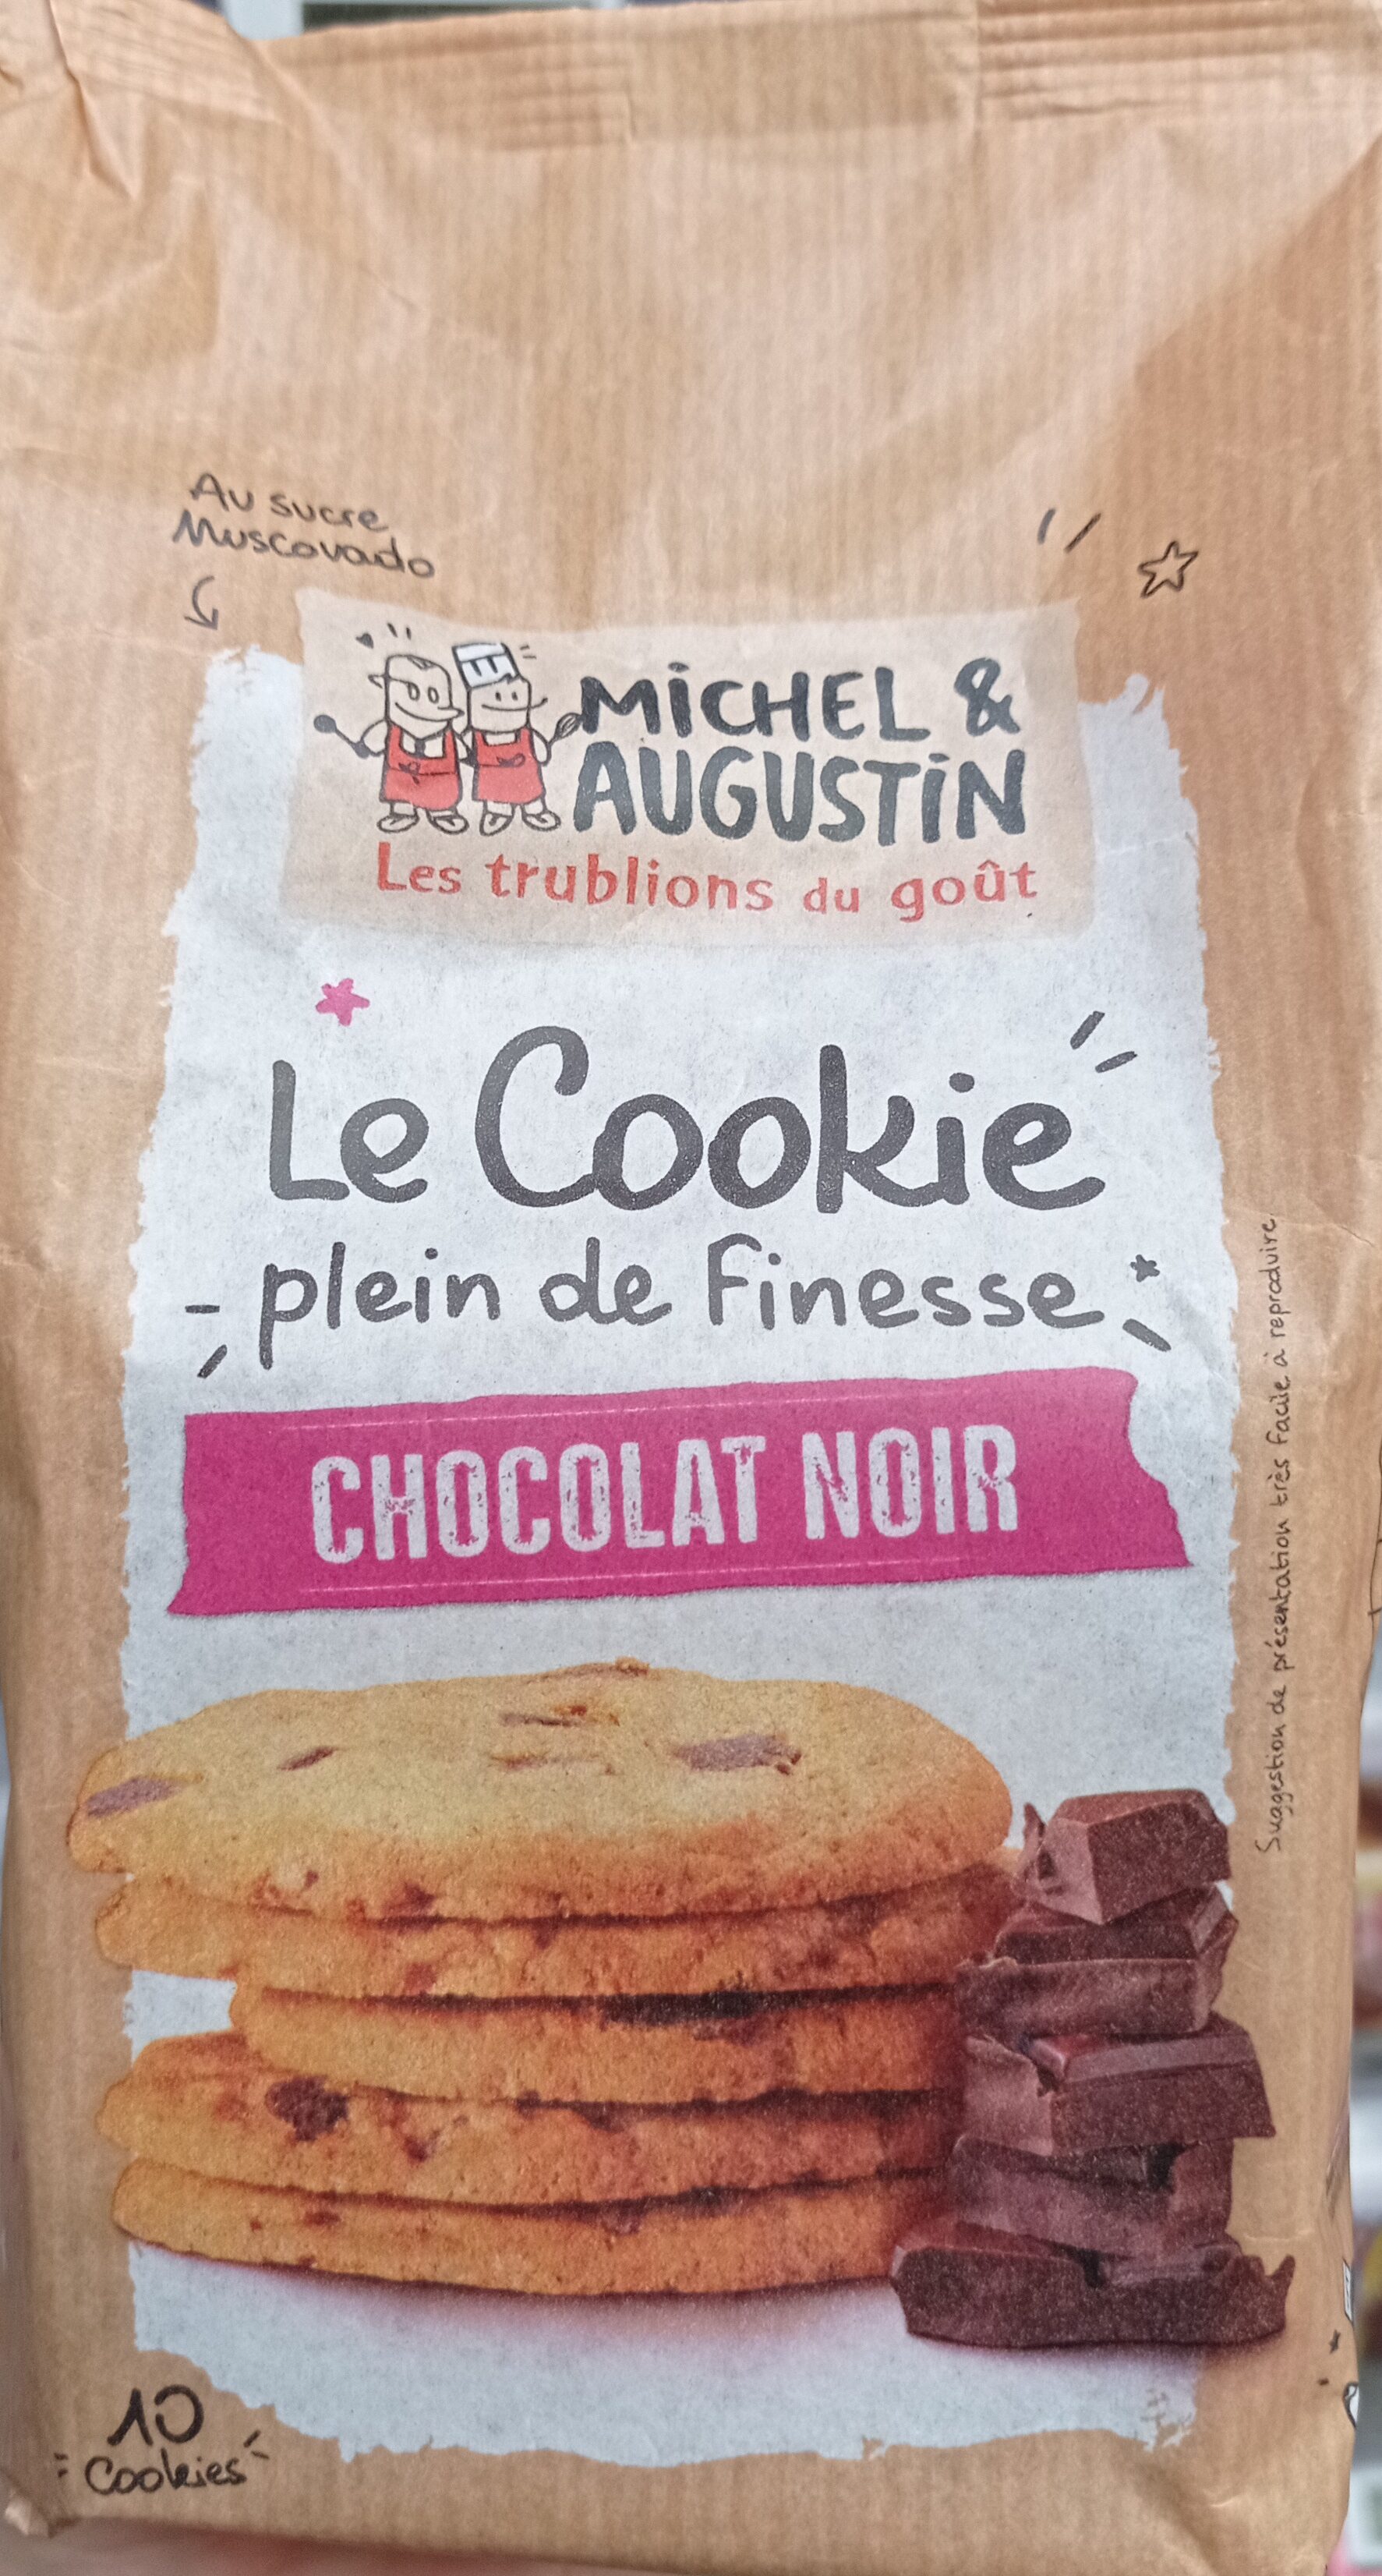 Au sucre
Muscovado
MiCHEL &
AUGUSTiN
Les trublions du goût
Le Cookie
plein de finesse
CHOCOLAT NOIR
Suggestion de présentation très facile à reproduire
10
Cookies